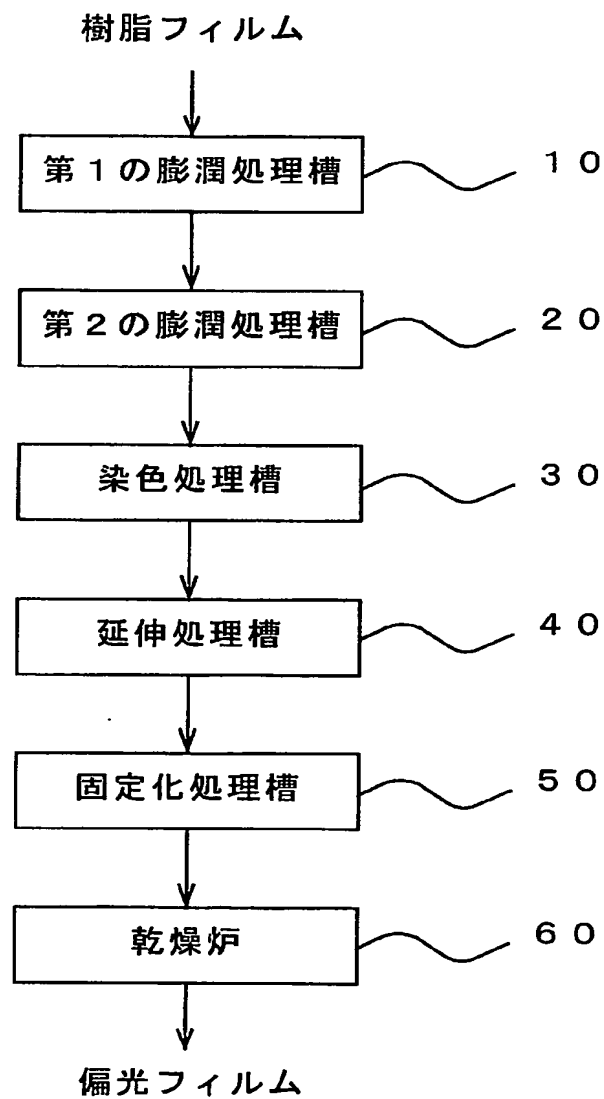 樹脂フィルム
第１の膨潤処理槽 １０
第２の膨潤処理槽 ２０
染色処理槽 ３０
延伸処理槽 ４０
固定化処理槽 ５０
乾燥炉 ６０
偏光フィルム